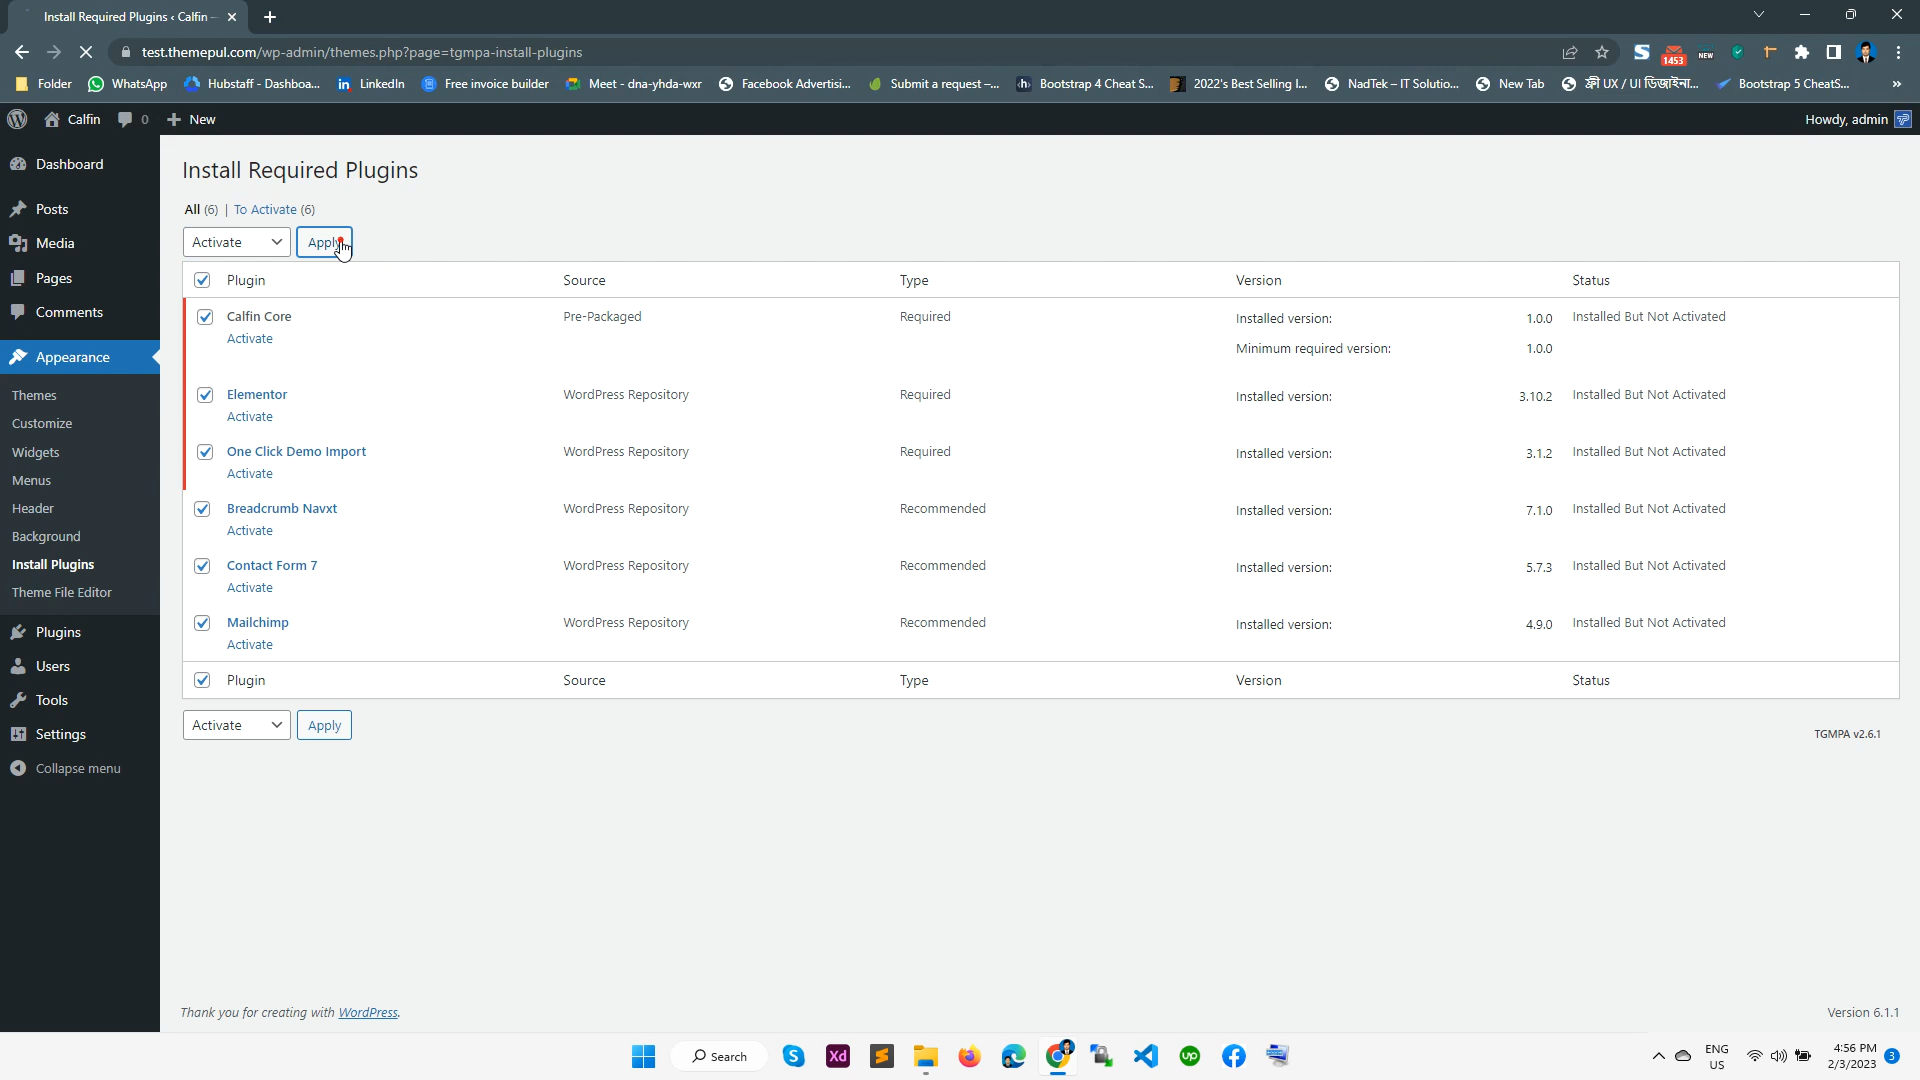 Install Required Plugins ‹ Calfin –
test.themepul.com/wp-admin/themes.php?page=tgmpa-install-plugins
1453
NEW
Folder
WhatsApp
Hubstaff - Dashboa...
LinkedIn
Free invoice builder
Meet - dna-yhda-wxr
Facebook Advertisi...
Submit a request –...
Bootstrap 4 Cheat S...
2022's Best Selling I...
NadTek – IT Solutio...
New Tab
ফ্রী UX / UI ডিজাইনা...
Bootstrap 5 CheatS...
»
Calfin
0
New
Howdy, admin
Dashboard
Posts
Media
Pages
Comments
Appearance
Themes
Customize
Widgets
Menus
Header
Background
Install Plugins
Theme File Editor
Plugins
Users
Tools
Settings
Collapse menu
Install Required Plugins
All (6) | To Activate (6)
Activate Apply
Plugin Source Type Version Status
Calfin Core Pre-Packaged Required Installed version: 1.0.0 Installed But Not Activated
Activate Minimum required version: 1.0.0
Elementor WordPress Repository Required Installed version: 3.10.2 Installed But Not Activated
Activate
One Click Demo Import WordPress Repository Required Installed version: 3.1.2 Installed But Not Activated
Activate
Breadcrumb Navxt WordPress Repository Recommended Installed version: 7.1.0 Installed But Not Activated
Activate
Contact Form 7 WordPress Repository Recommended Installed version: 5.7.3 Installed But Not Activated
Activate
Mailchimp WordPress Repository Recommended Installed version: 4.9.0 Installed But Not Activated
Activate
Plugin Source Type Version Status
Activate Apply
TGMPA v2.6.1
Thank you for creating with WordPress.
Version 6.1.1
Search
Xd
ENG
US
4:56 PM
2/3/2023
3